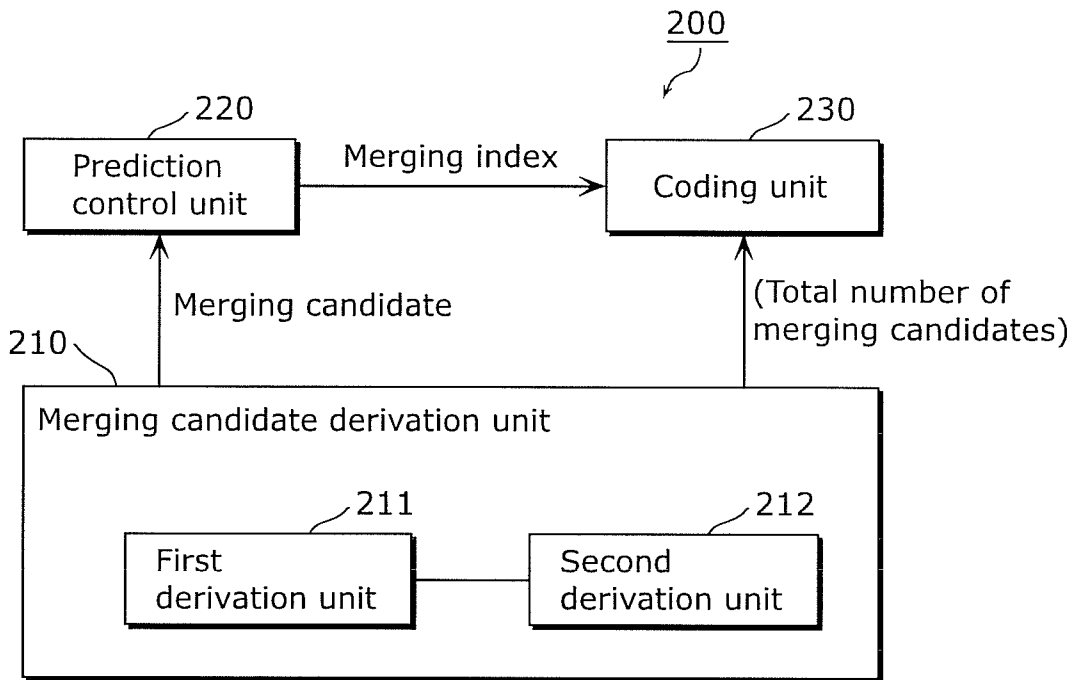 200
220
230
Prediction
control unit
Merging index
Coding unit
Merging candidate
(Total number of
merging candidates)
210
Merging candidate derivation unit
211
212
First
derivation unit
Second
derivation unit